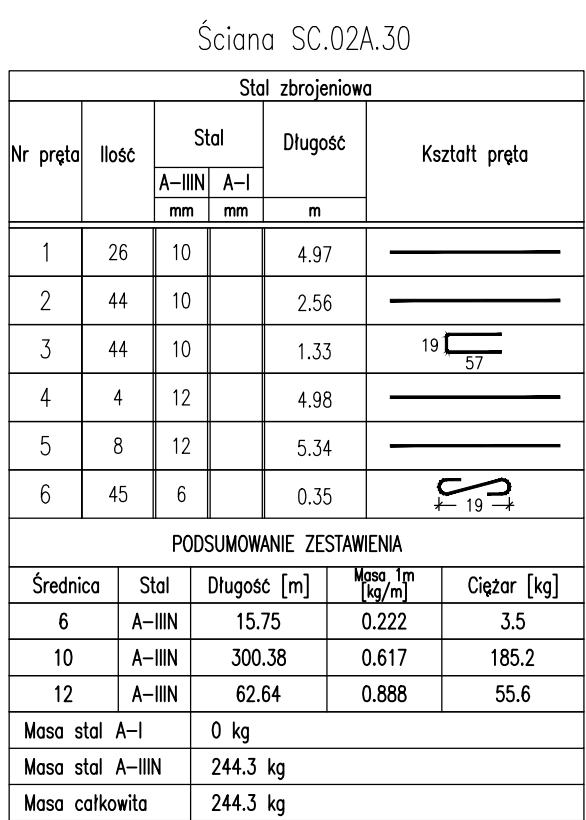 Ściana SC.02A.30
Stal zbrojeniowa
Nr pręta Ilość Stal Długość Kształt pręta
A-IIIN A-I
mm mm m
1 26 10 4.97
2 44 10 2.56
3 44 10 1.33 19 57
4 4 12 4.98
5 8 12 5.34
6 45 6 0.35 19
PODSUMOWANIE ZESTAWIENIA
Średnica Stal Długość [m] Masa 1m [kg/m] Ciężar [kg]
6 A-IIIN 15.75 0.222 3.5
10 A-IIIN 300.38 0.617 185.2
12 A-IIIN 62.64 0.888 55.6
Masa stal A-I 0 kg
Masa stal A-IIIN 244.3 kg
Masa całkowita 244.3 kg